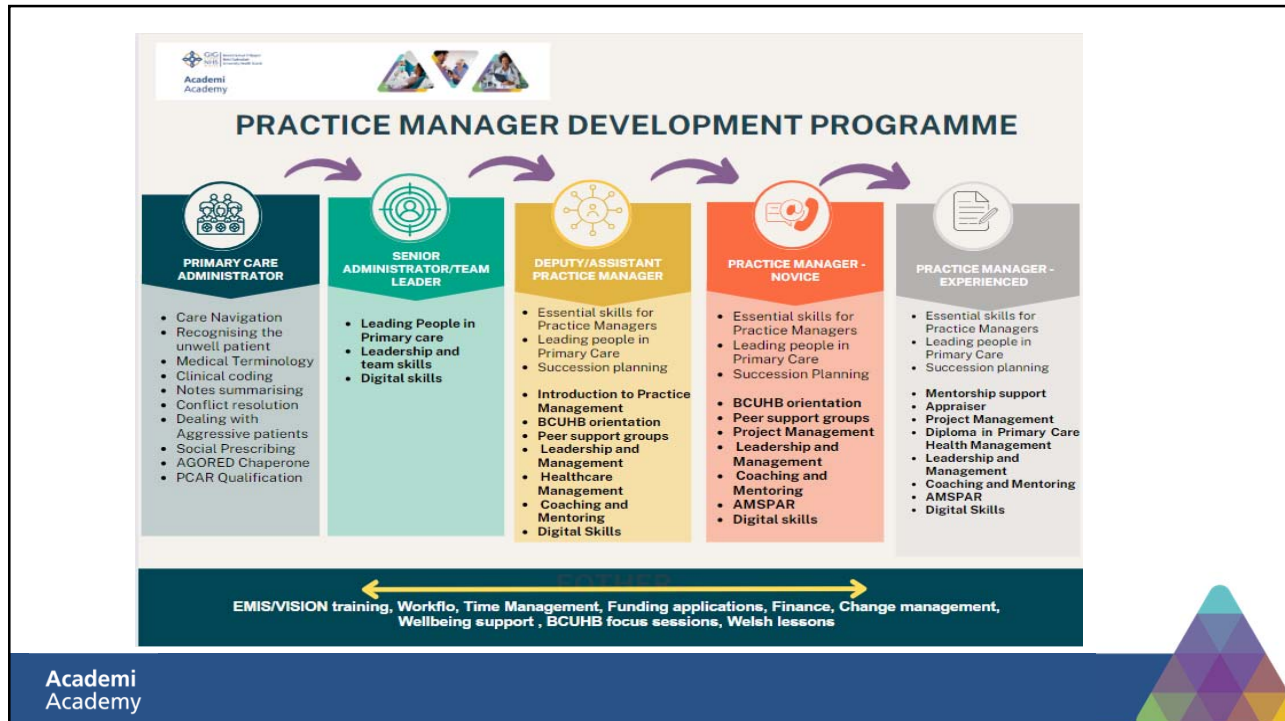 GIG
NHS
Academi
Academy
PRACTICE MANAGER DEVELOPMENT PROGRAMME
PRIMARY CARE
ADMINISTRATOR
• Care Navigation
• Recognising the
unwell patient
• Medical Terminology
• Clinical coding
• Notes summarising
• Conflict resolution
• Dealing with
Aggressive patients
• Social Prescribing
• AGORED Chaperone
• PCAR Qualification
SENIOR
ADMINISTRATOR/TEAM
LEADER
• Leading People in
Primary care
• Leadership and
team skills
• Digital skills
DEPUTY/ASSISTANT
PRACTICE MANAGER
• Essential skills for
Practice Managers
• Leading people in
Primary Care
• Succession planning
• Introduction to Practice
Management
• BCUHB orientation
• Peer support groups
• Leadership and
Management
• Healthcare
Management
• Coaching and
Mentoring
• Digital Skills
PRACTICE MANAGER -
NOVICE
• Essential skills for
Practice Managers
• Leading people in
Primary Care
• Succession Planning
• BCUHB orientation
• Peer support groups
• Project Management
• Leadership and
Management
• Coaching and
Mentoring
• AMSPAR
• Digital skills
PRACTICE MANAGER -
EXPERIENCED
• Essential skills for
Practice Managers
• Leading people in
Primary Care
• Succession planning
• Mentorship support
• Appraiser
• Project Management
• Diploma in Primary Care
Health Management
• Leadership and
Management
• Coaching and Mentoring
• AMSPAR
• Digital Skills
EMIS/VISION training, Workflo, Time Management, Funding applications, Finance, Change management,
Wellbeing support , BCUHB focus sessions, Welsh lessons
Academi
Academy